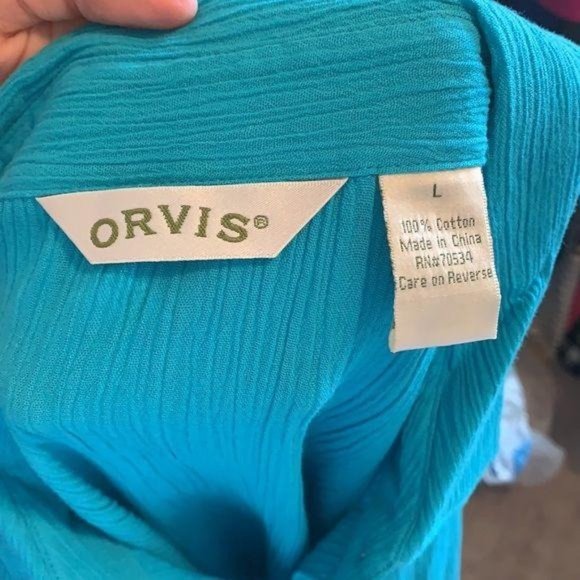 ORVIS®
L
100% Cotton
Made in China
RN#70534
Care on Reverse